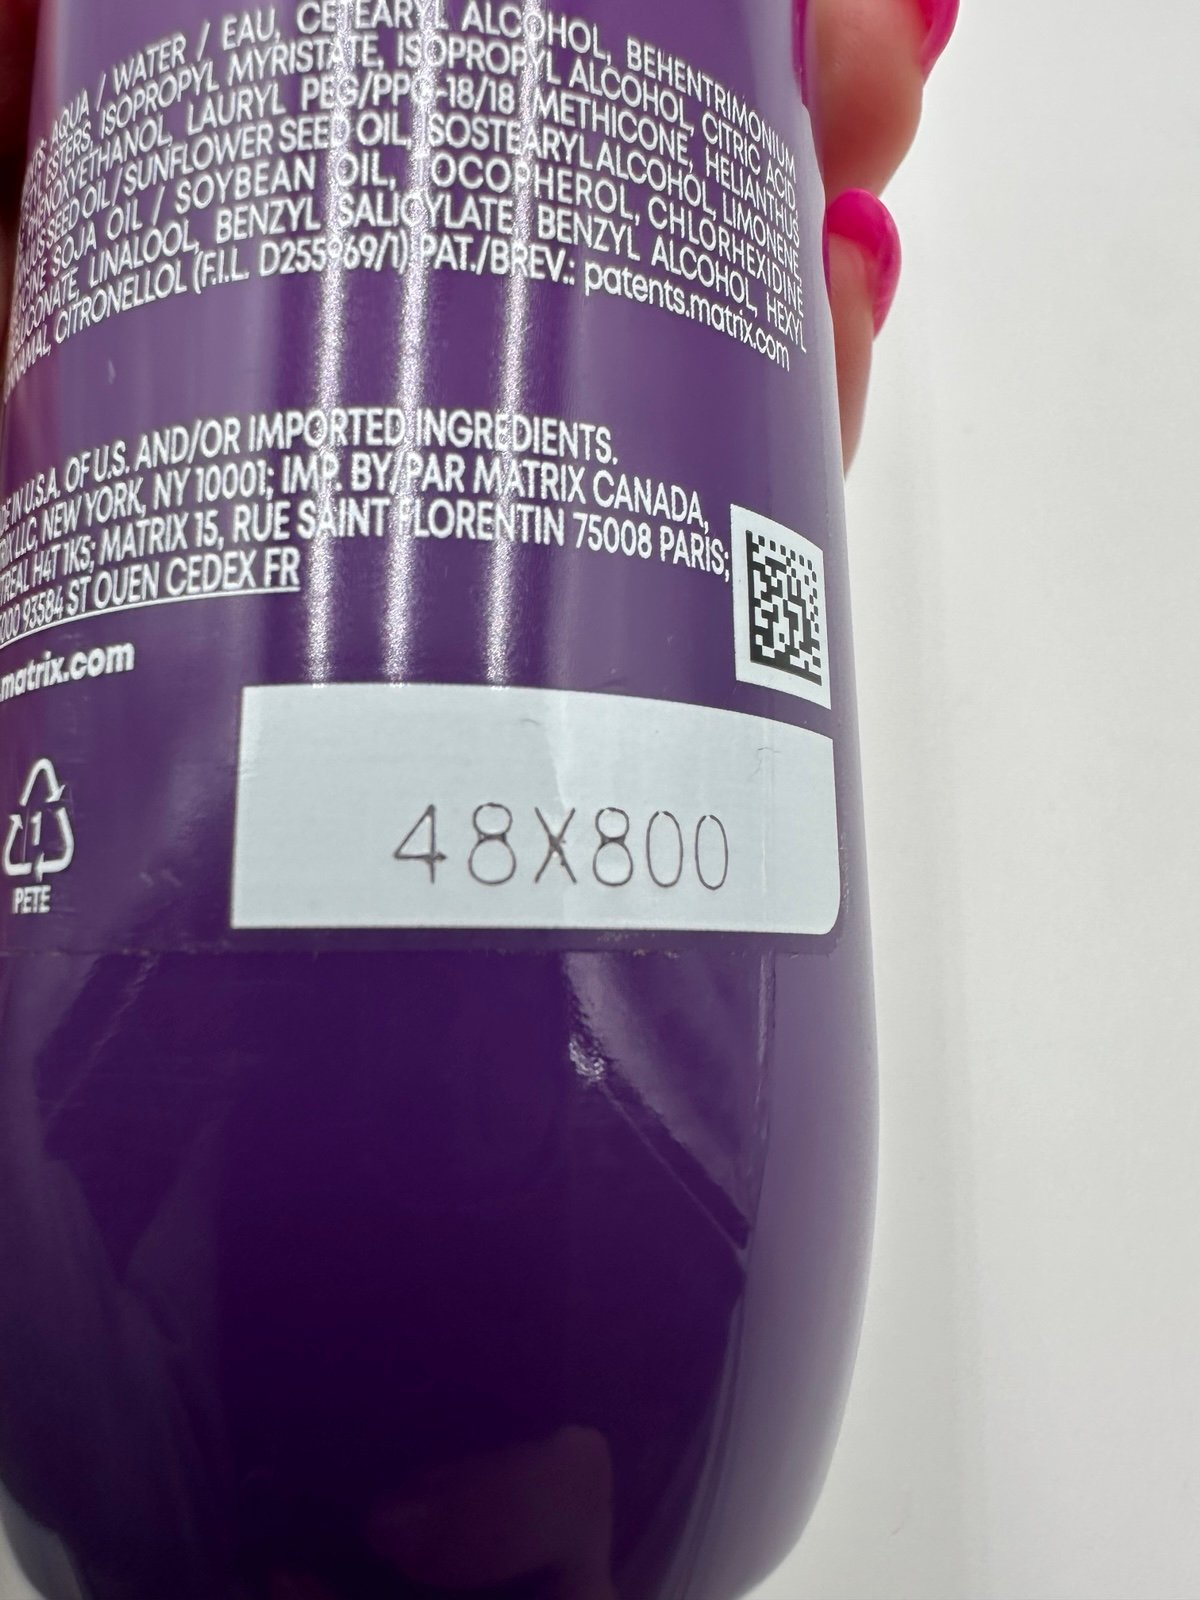 AQUA / WATER / EAU, CETEARYL ALCOHOL, BEHENTRIMONIUM
ESTERS, ISOPROPYL MYRISTATE, ISOPROPYL ALCOHOL, CITRIC ACID,
PHENOXYETHANOL, LAURYL PEG/PPG-18/18 METHICONE, HELIANTHUS
SEED OIL / SUNFLOWER SEED OIL, ISOSTEARYL ALCOHOL, LIMONENE,
SOJA OIL / SOYBEAN OIL, TOCOPHEROL, CHLORHEXIDINE
LINALOOL, BENZYL SALICYLATE, BENZYL ALCOHOL, HEXYL
CITRONELLOL (F.I.L. D255969/1) PAT./BREV.: patents.matrix.com
IN U.S.A. OF U.S. AND/OR IMPORTED INGREDIENTS.
LLC, NEW YORK, NY 10001; IMP. BY/PAR MATRIX CANADA,
H4T 1K5; MATRIX 15, RUE SAINT FLORENTIN 75008 PARIS;
93584 ST OUEN CEDEX FR
matrix.com
1
PETE
48X800